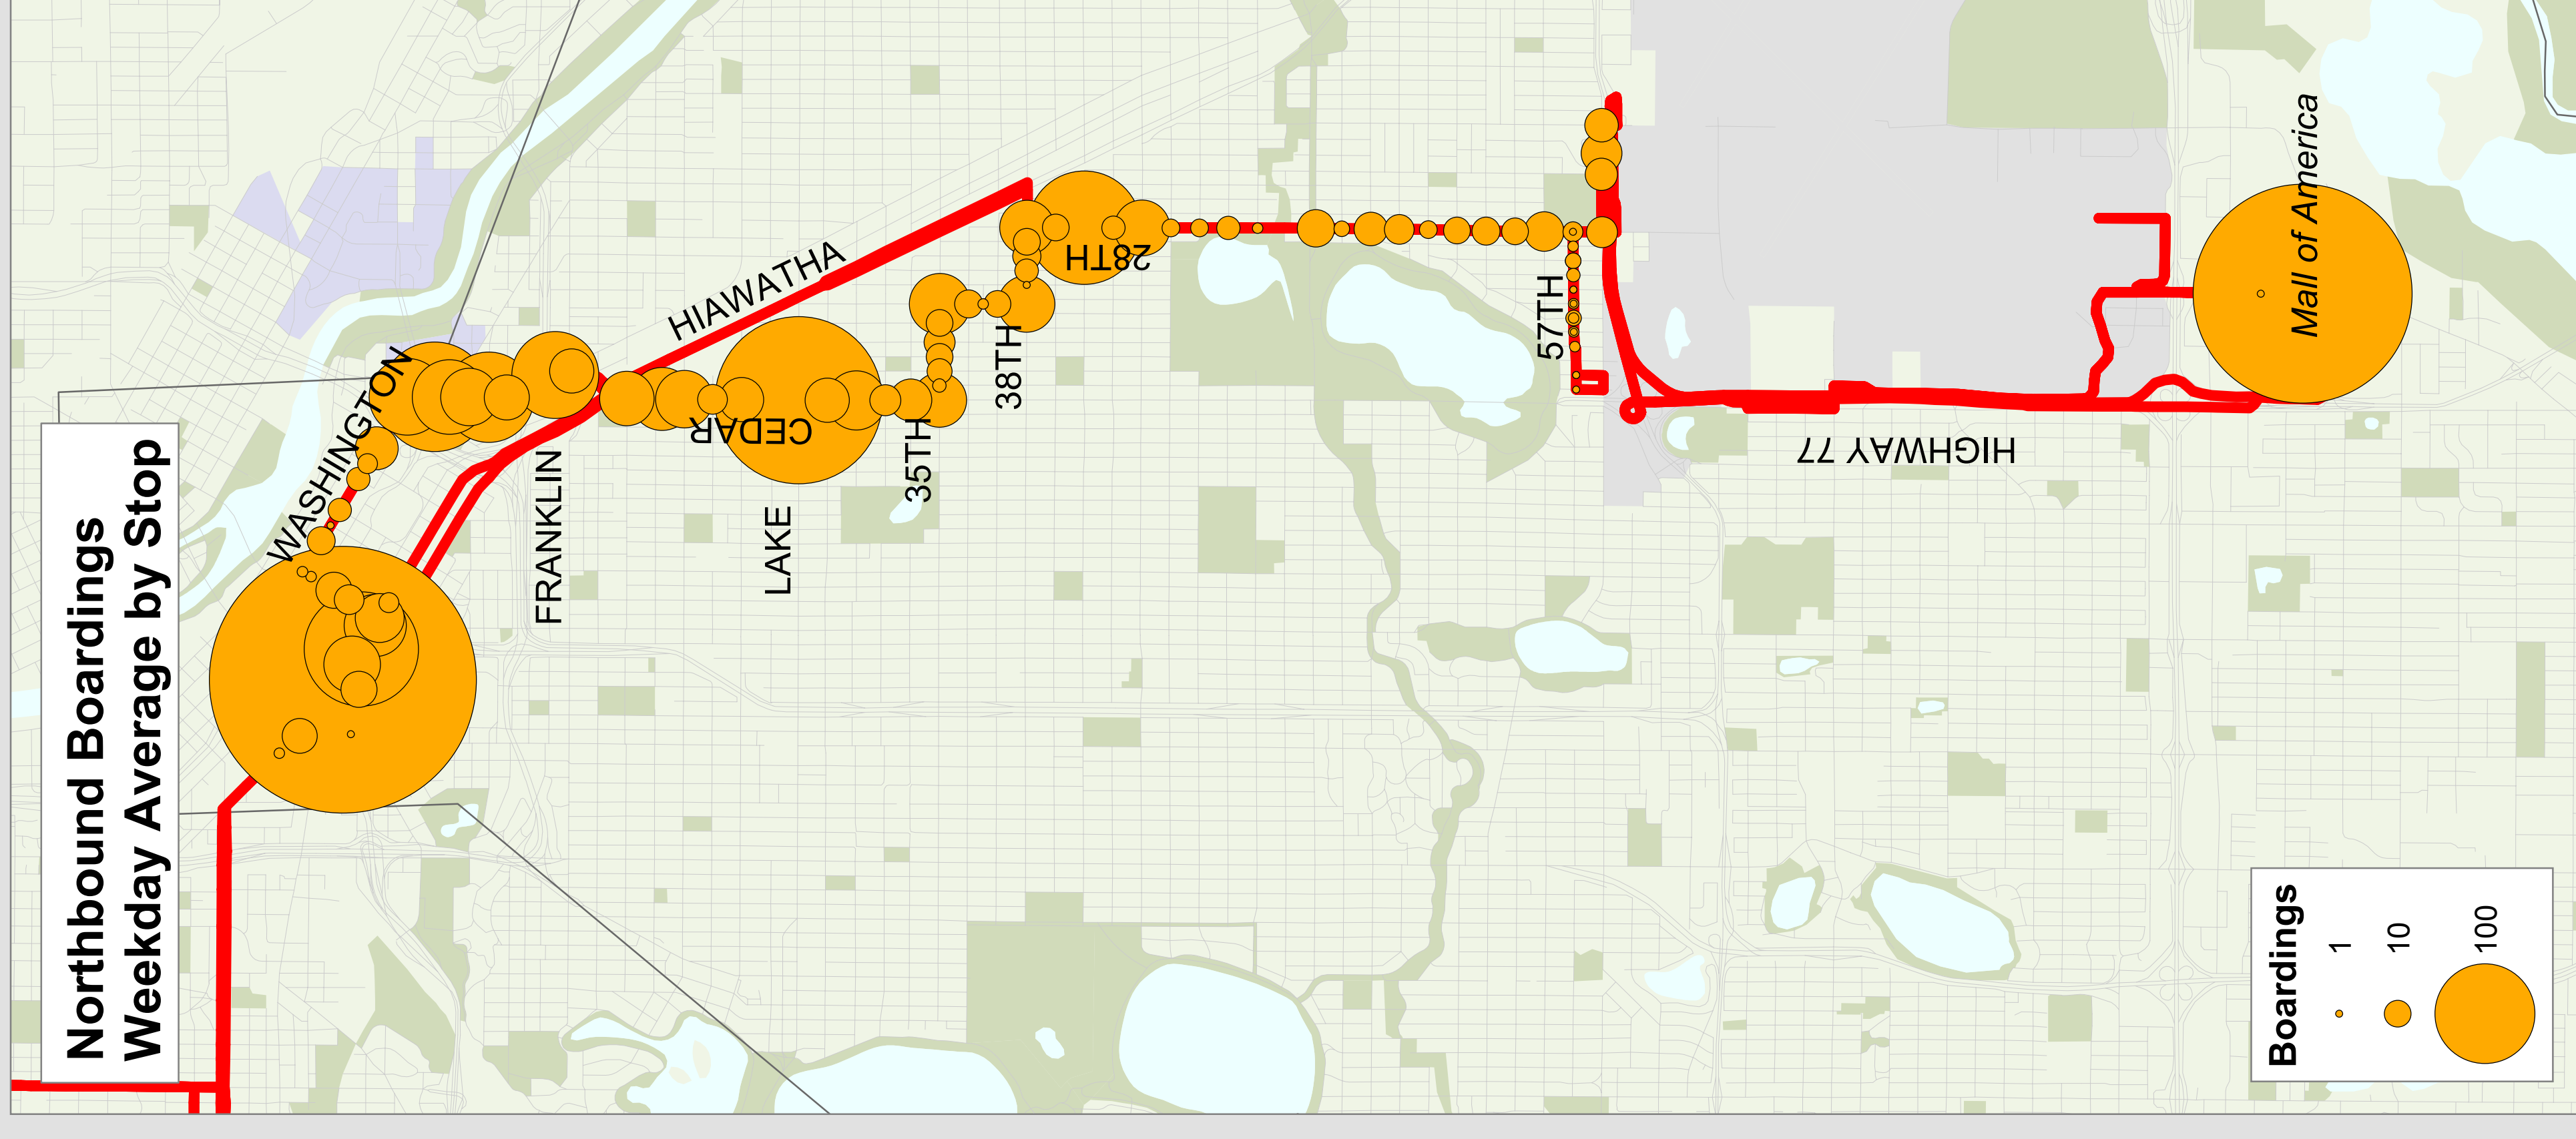 Northbound Boardings
Weekday Average by Stop
WASHINGTON
HIAWATHA
FRANKLIN
CEDAR
LAKE
35TH
38TH
28TH
57TH
HIGHWAY 77
Mall of America
Boardings
1
10
100